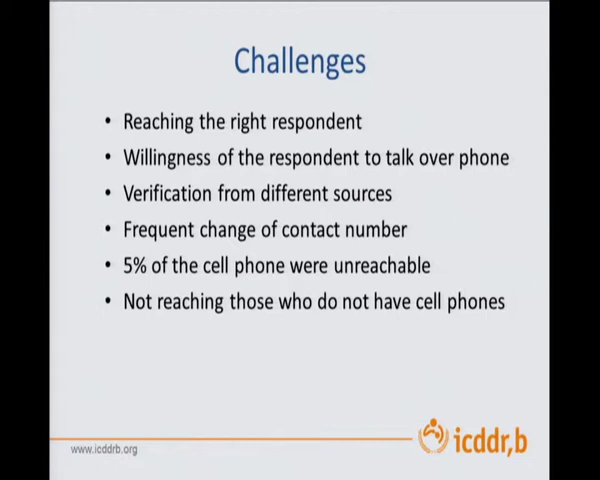 Challenges
• Reaching the right respondent
• Willingness of the respondent to talk over phone
• Verification from different sources
• Frequent change of contact number
• 5% of the cell phone were unreachable
• Not reaching those who do not have cell phones
www.icddrb.org
icddr,b